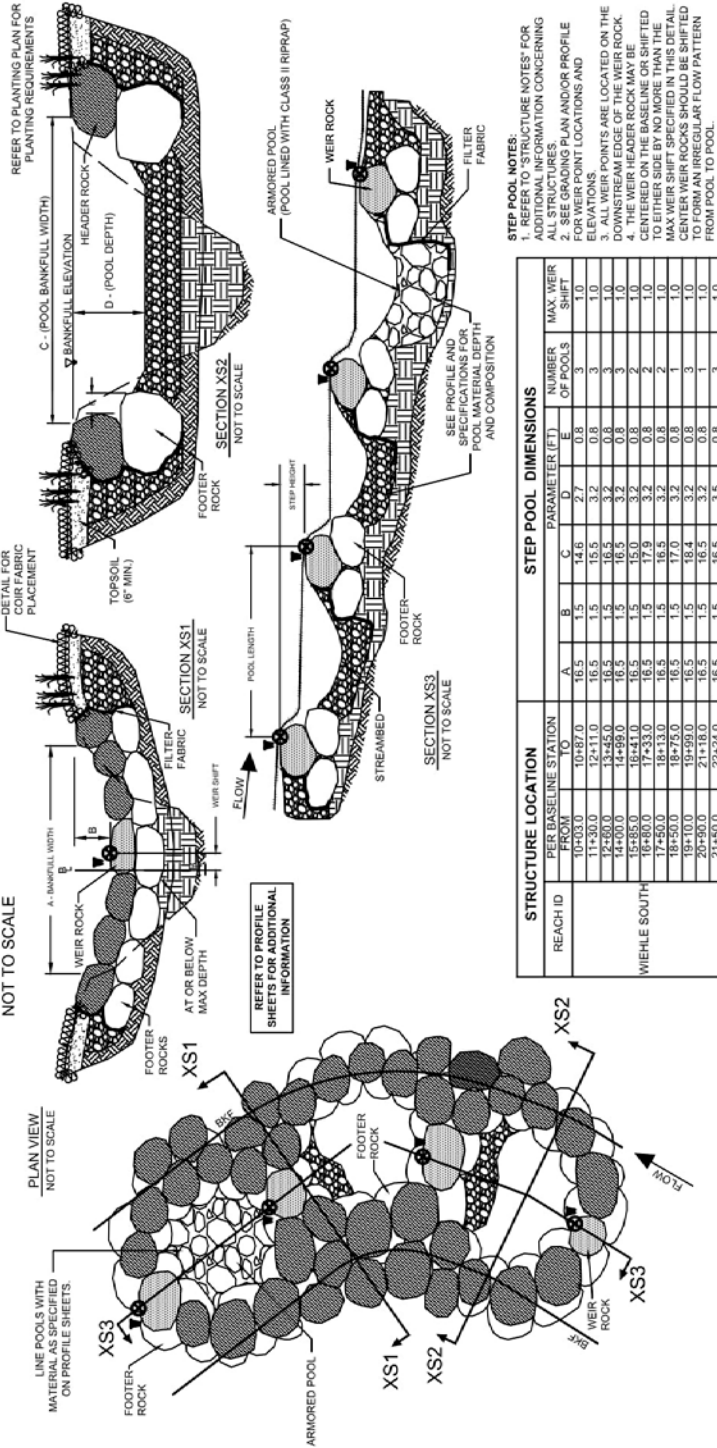 NOT TO SCALE
PLAN VIEW
NOT TO SCALE
LINE POOLS WITH
MATERIAL AS SPECIFIED
ON PROFILE SHEETS.
XS3
FOOTER
ROCK
ARMORED POOL
BKF
XS1
FOOTER
ROCK
XS1
XS2
XS2
BKF
WEIR
ROCK
XS3
FLOW
DETAIL FOR
COIR FABRIC
PLACEMENT
A - BANKFULL WIDTH
WEIR ROCK
B
FOOTER
ROCKS
AT OR BELOW
MAX DEPTH
FILTER
FABRIC
WEIR SHIFT
SECTION XS1
NOT TO SCALE
REFER TO PROFILE
SHEETS FOR ADDITIONAL
INFORMATION
REFER TO PLANTING PLAN FOR
PLANTING REQUIREMENTS
C - (POOL BANKFULL WIDTH)
BANKFULL ELEVATION
HEADER ROCK
D - (POOL DEPTH)
TOPSOIL
(6" MIN.)
FOOTER
ROCK
SECTION XS2
NOT TO SCALE
FLOW
POOL LENGTH
STEP HEIGHT
ARMORED POOL
(POOL LINED WITH CLASS II RIPRAP)
WEIR ROCK
STREAMBED
FOOTER
ROCK
SEE PROFILE AND
SPECIFICATIONS FOR
POOL MATERIAL DEPTH
AND COMPOSITION
FILTER
FABRIC
SECTION XS3
NOT TO SCALE
STRUCTURE LOCATION STEP POOL DIMENSIONS
REACH ID PER BASELINE STATION PARAMETER (FT) NUMBER OF POOLS MAX. WEIR SHIFT
FROM TO A B C D E
WIEHLE SOUTH
10+03.0 10+87.0 16.5 1.5 14.6 2.7 0.8 3 1.0
11+30.0 12+11.0 16.5 1.5 15.5 3.2 0.8 3 1.0
12+60.0 13+45.0 16.5 1.5 16.5 3.2 0.8 3 1.0
14+00.0 14+99.0 16.5 1.5 16.5 3.2 0.8 3 1.0
15+85.0 16+41.0 16.5 1.5 15.0 3.2 0.8 2 1.0
16+80.0 17+33.0 16.5 1.5 17.9 3.2 0.8 2 1.0
17+50.0 18+13.0 16.5 1.5 16.5 3.2 0.8 2 1.0
18+50.0 18+75.0 16.5 1.5 17.0 3.2 0.8 1 1.0
19+10.0 19+99.0 16.5 1.5 18.4 3.2 0.8 3 1.0
20+90.0 21+18.0 16.5 1.5 16.5 3.2 0.8 1 1.0
STEP POOL NOTES:
1. REFER TO "STRUCTURE NOTES" FOR
ADDITIONAL INFORMATION CONCERNING
ALL STRUCTURES.
2. SEE GRADING PLAN AND/OR PROFILE
FOR WEIR POINT LOCATIONS AND
ELEVATIONS.
3. ALL WEIR POINTS ARE LOCATED ON THE
DOWNSTREAM EDGE OF THE WEIR ROCK.
4. THE WEIR HEADER ROCK MAY BE
CENTERED ON THE BASELINE OR SHIFTED
TO EITHER SIDE BY NO MORE THAN THE
MAX WEIR SHIFT SPECIFIED IN THIS DETAIL.
CENTER WEIR ROCKS SHOULD BE SHIFTED
TO FORM AN IRREGULAR FLOW PATTERN
FROM POOL TO POOL.